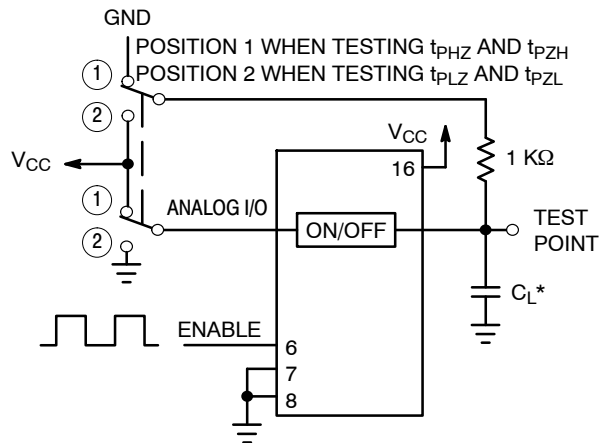 GND
POSITION 1 WHEN TESTING tPHZ AND tPZH
1 POSITION 2 WHEN TESTING tPLZ AND tPZL
2
VCC
VCC
16
1 KΩ
1
ANALOG I/O
ON/OFF
TEST
POINT
2
CL*
ENABLE
6
7
8